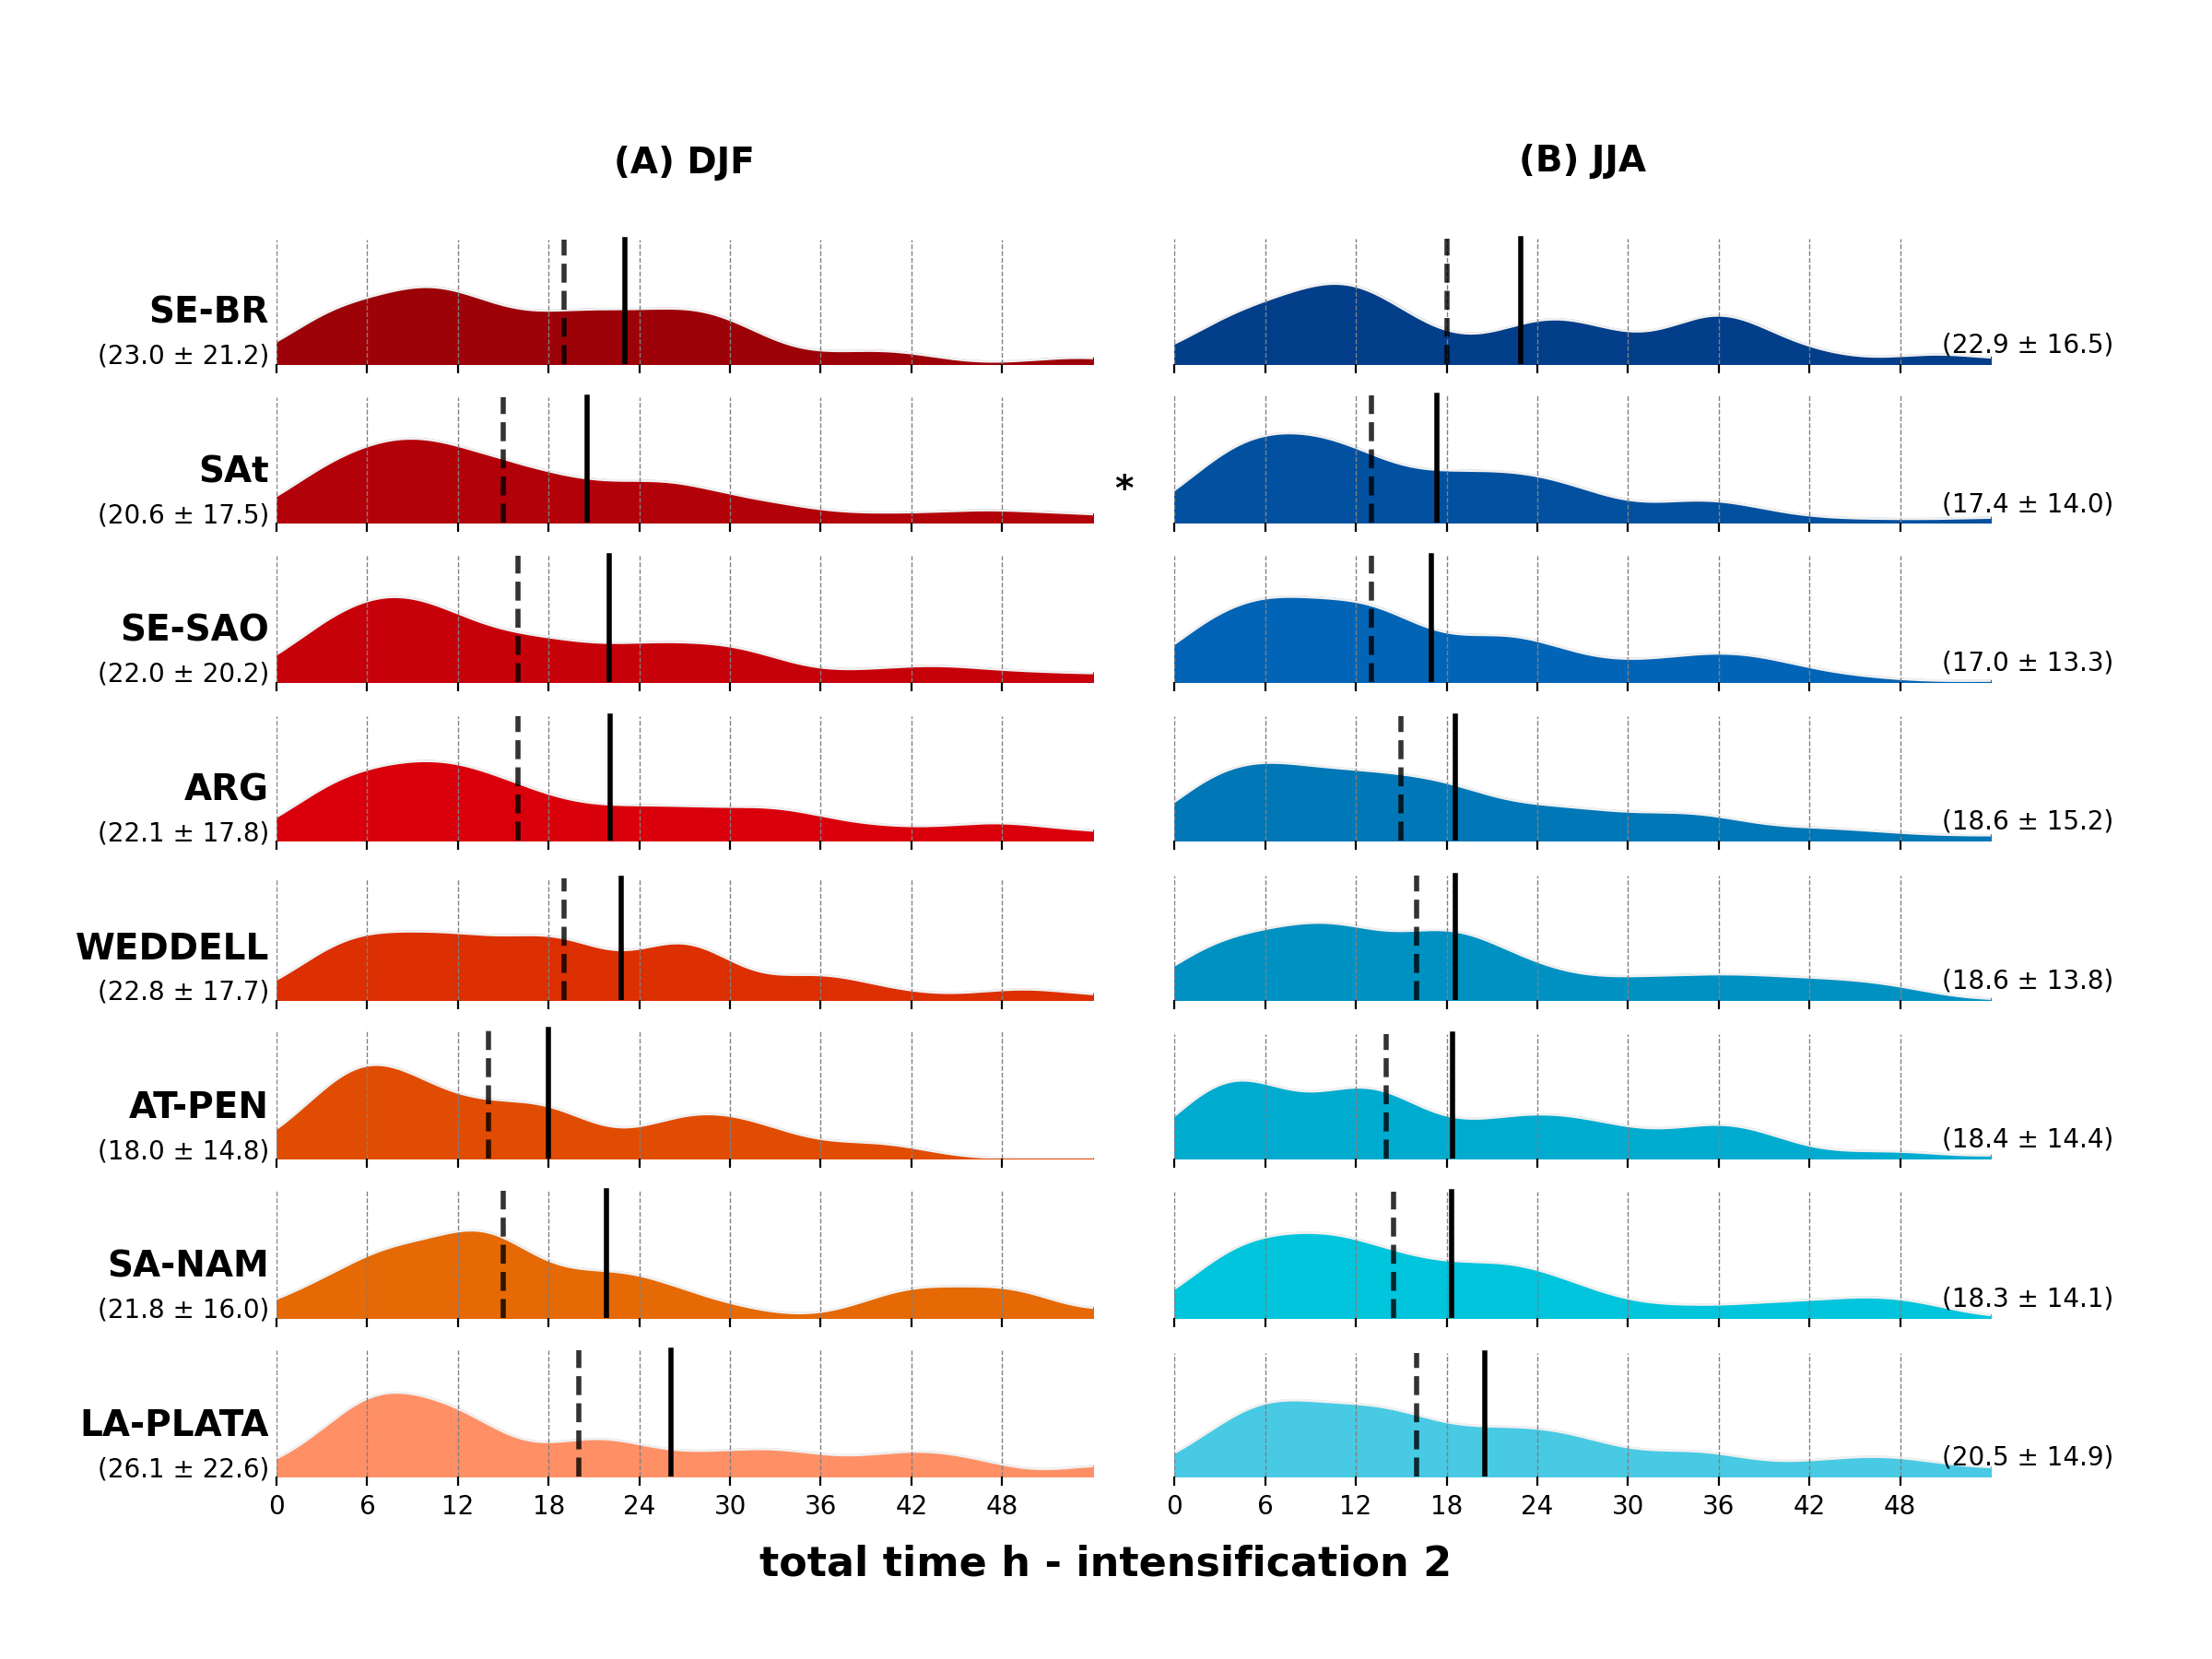 (A) DJF
(B) JJA
SE-BR
(23.0 ± 21.2)
(22.9 ± 16.5)
SAt
(20.6 ± 17.5)
*
(17.4 ± 14.0)
SE-SAO
(22.0 ± 20.2)
(17.0 ± 13.3)
ARG
(22.1 ± 17.8)
(18.6 ± 15.2)
WEDDELL
(22.8 ± 17.7)
(18.6 ± 13.8)
AT-PEN
(18.0 ± 14.8)
(18.4 ± 14.4)
SA-NAM
(21.8 ± 16.0)
(18.3 ± 14.1)
LA-PLATA
(26.1 ± 22.6)
(20.5 ± 14.9)
0 6 12 18 24 30 36 42 48
0 6 12 18 24 30 36 42 48
total time h - intensification 2